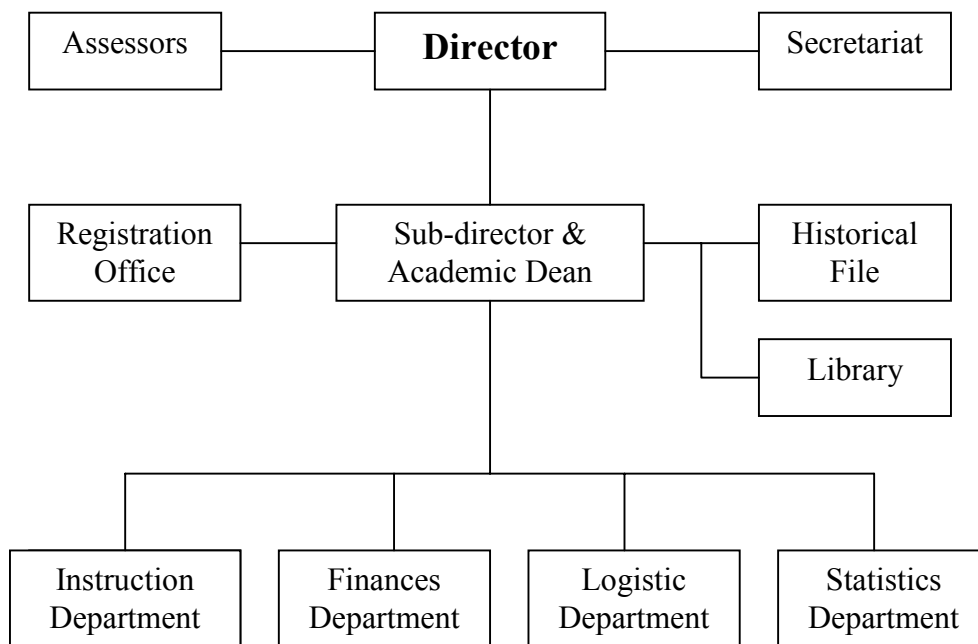 Assessors
Director
Secretariat
Registration
Office
Sub-director &
Academic Dean
Historical
File
Library
Instruction
Department
Finances
Department
Logistic
Department
Statistics
Department